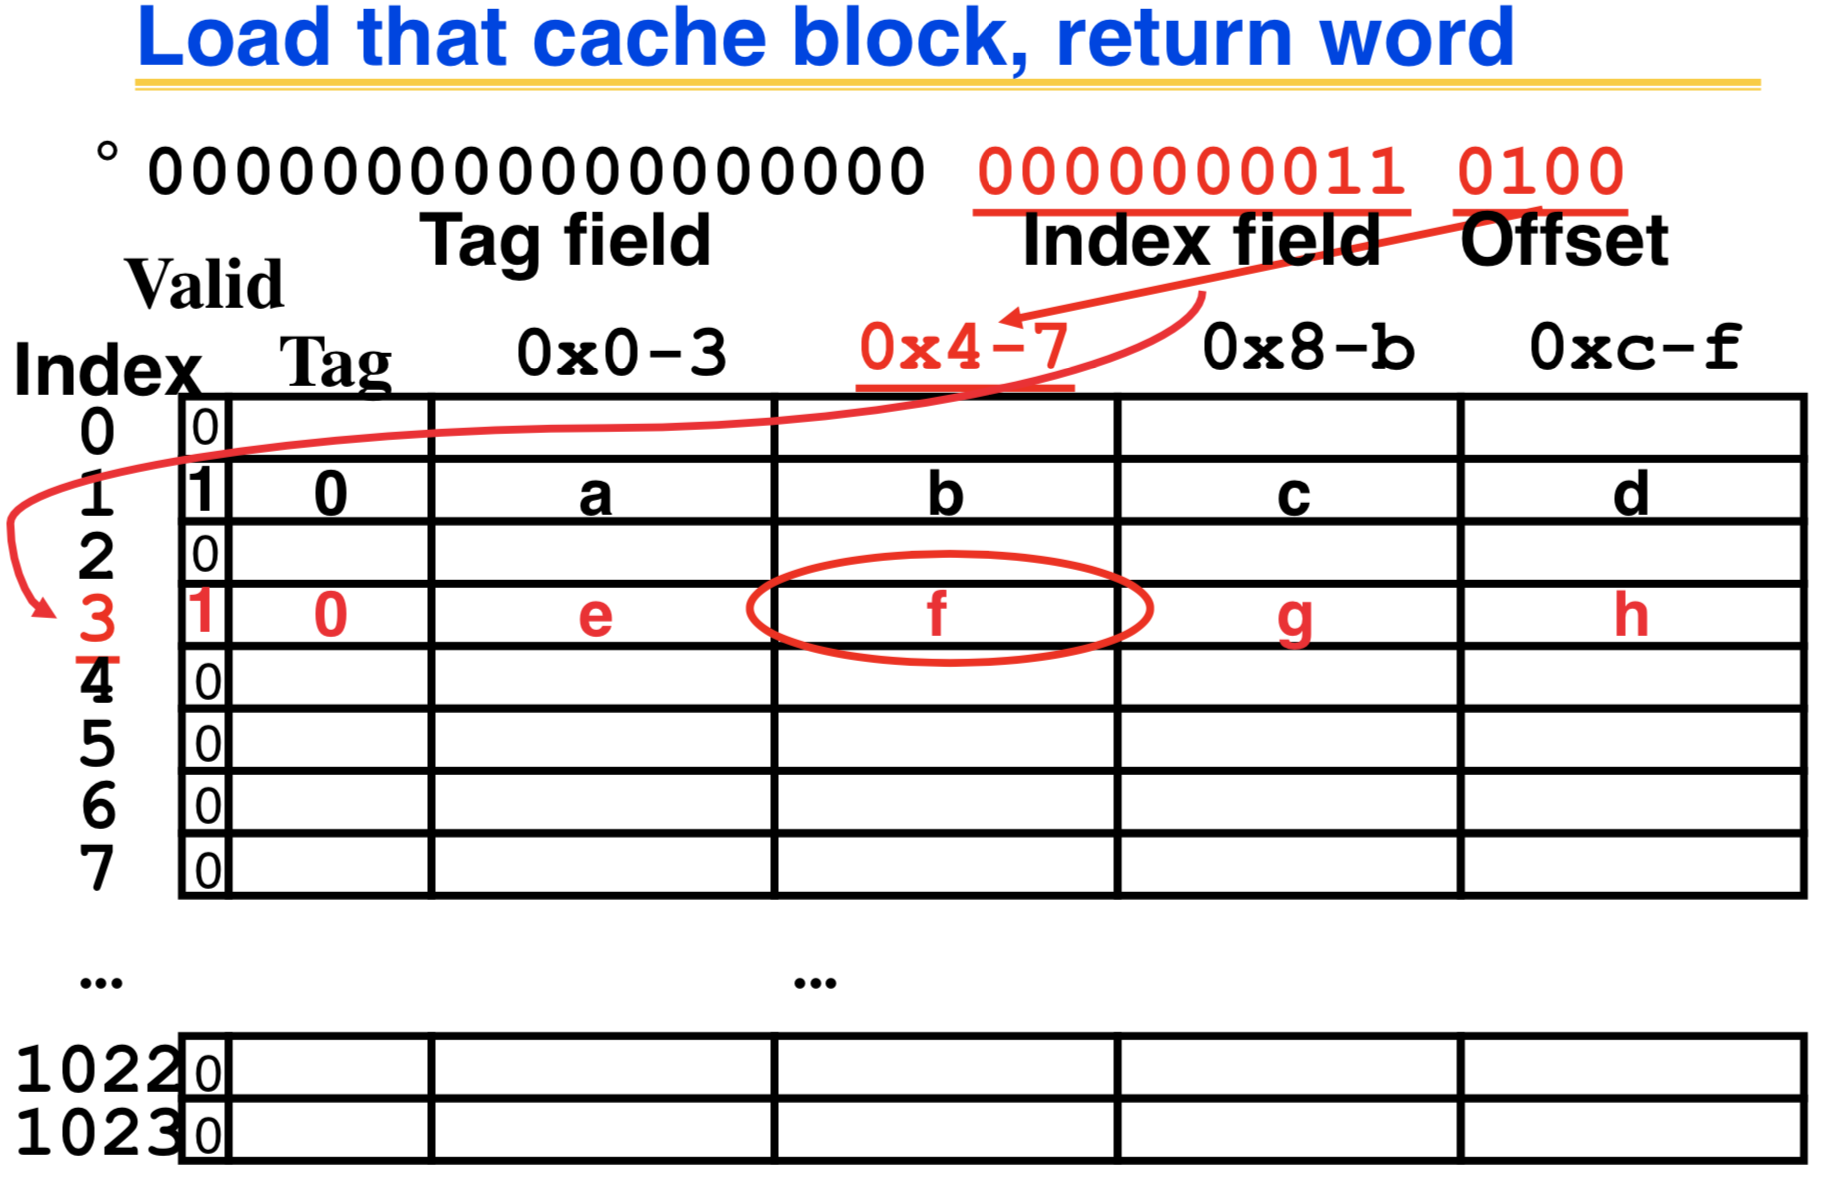 Load that cache block, return word
° 000000000000000000 0000000011 0100
Tag field Index field Offset
Valid
Index Tag 0x0-3 0x4-7 0x8-b 0xc-f
0 0
1 1 0 a b c d
2 0
3 1 0 e f g h
4 0
5 0
6 0
7 0
... ...
1022 0
1023 0